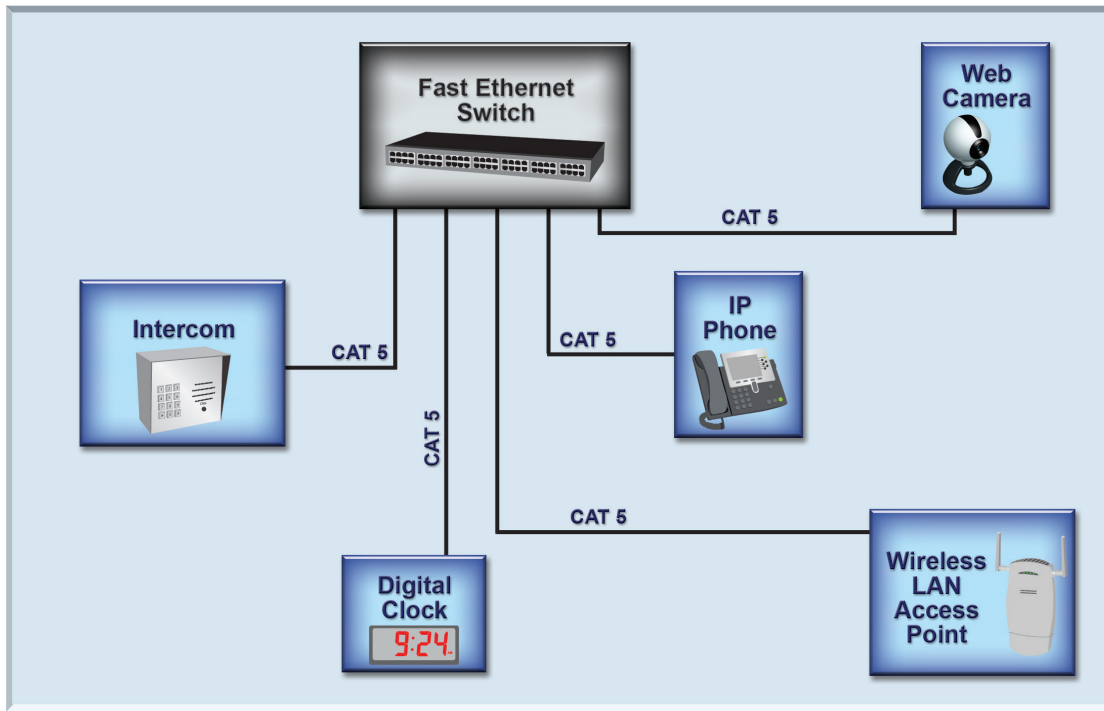 Fast Ethernet
Switch
Web
Camera
CAT 5
IP
Phone
CAT 5
Intercom
CAT 5
CAT 5
CAT 5
Digital
Clock
9:24
Wireless
LAN
Access
Point